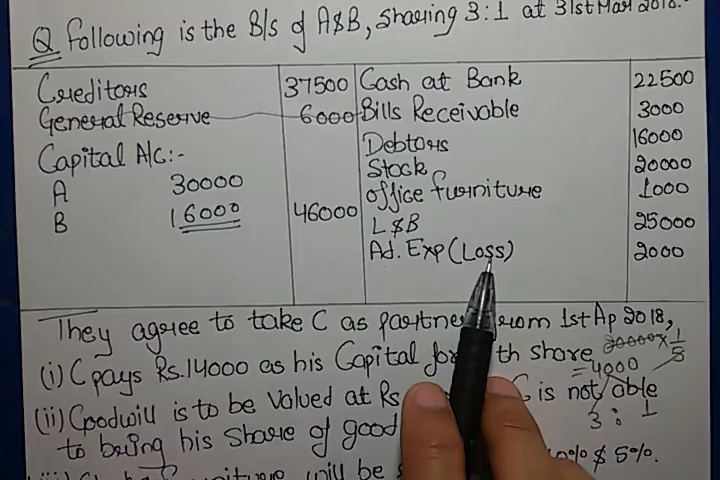 Q Following is the B/s of A&B, sharing 3:1 at 31st Mar 2018.
Creditors 37500 Cash at Bank 22500
General Reserve 6000 Bills Receivable 3000
Debtors 16000
Capital A/c:- Stock 20000
A 30000 office furniture 1000
B 16000 46000 L&B 25000
Ad. Exp (Loss) 2000
They agree to take C as partner from 1st Ap 2018,
(i) C pays Rs.14000 as his Capital for th share 20000 x 1/5
= 4000
(ii) Goodwill is to be valued at Rs is not able
3 : 1
to bring his share of good
will be 0% & 5%.